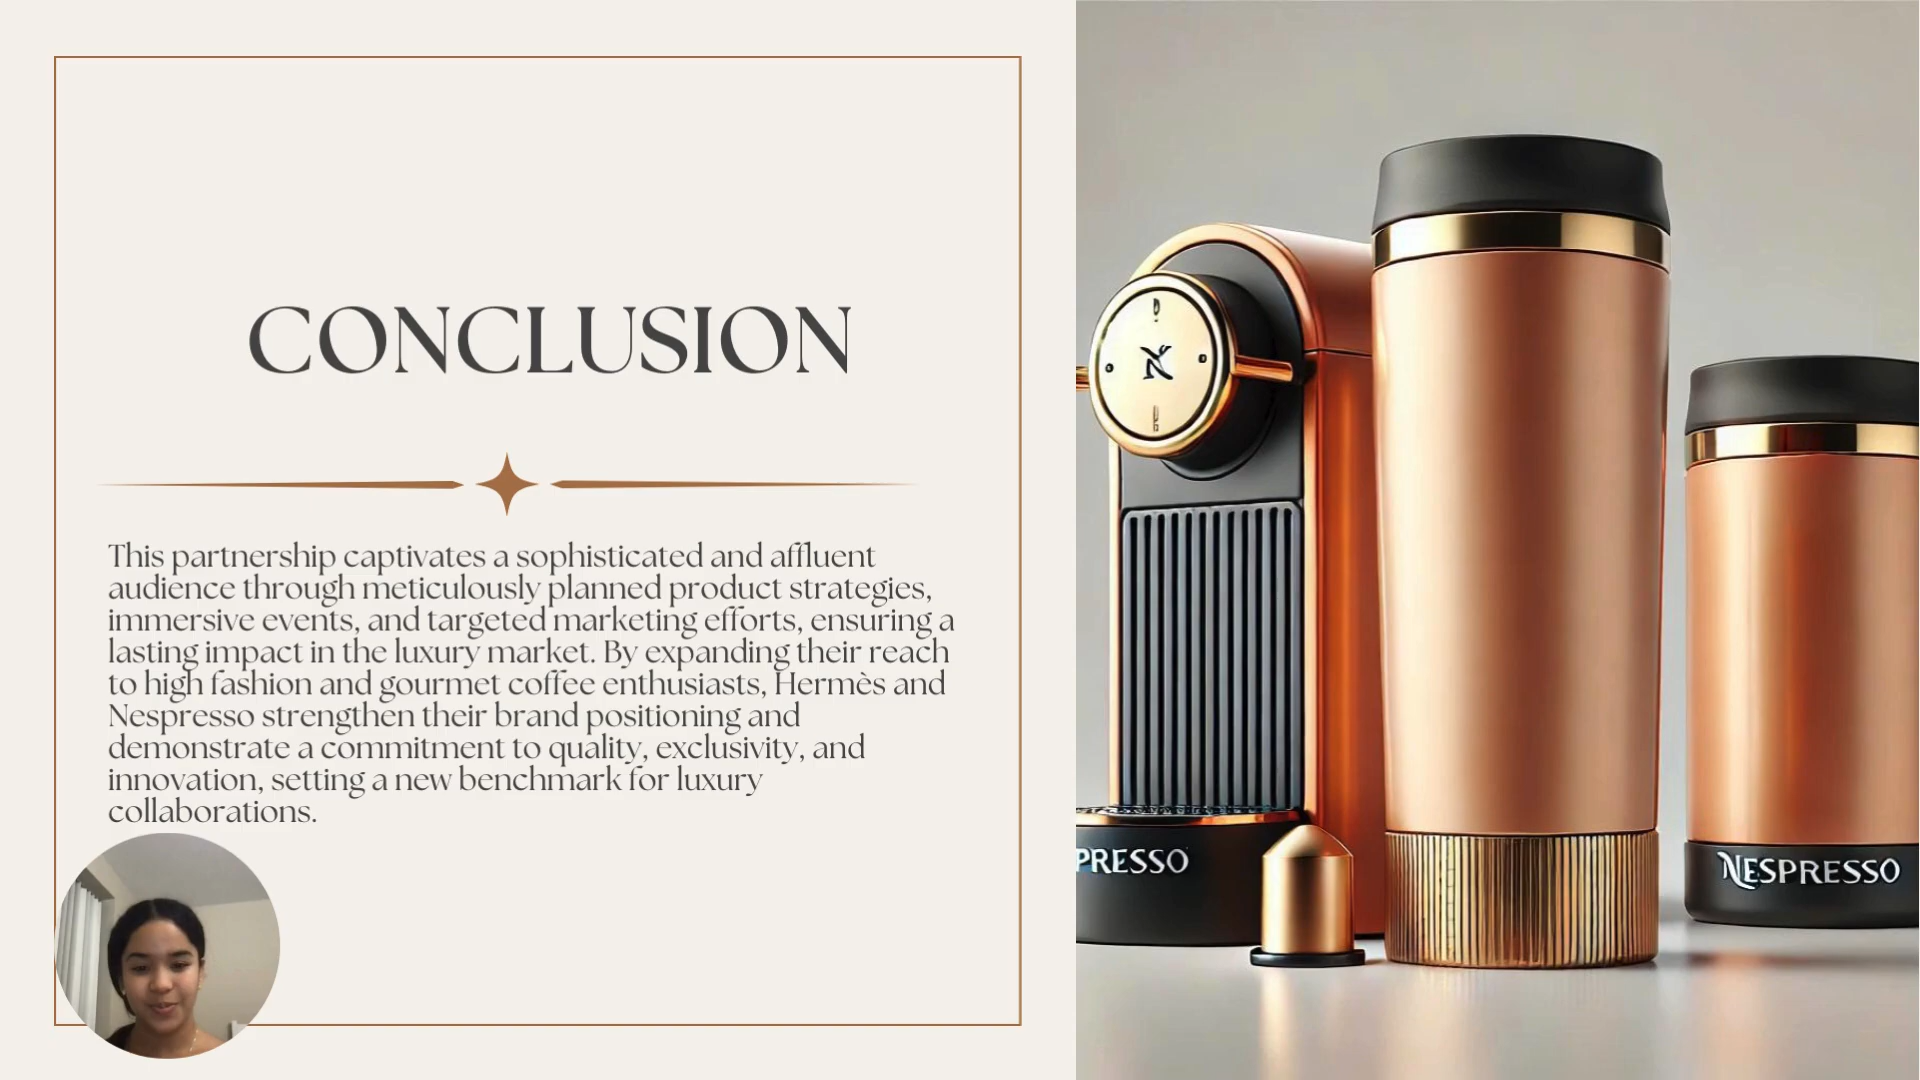 CONCLUSION
This partnership captivates a sophisticated and affluent
audience through meticulously planned product strategies,
immersive events, and targeted marketing efforts, ensuring a
lasting impact in the luxury market. By expanding their reach
to high fashion and gourmet coffee enthusiasts, Hermès and
Nespresso strengthen their brand positioning and
demonstrate a commitment to quality, exclusivity, and
innovation, setting a new benchmark for luxury
collaborations.
N
PRESSO
NESPRESSO